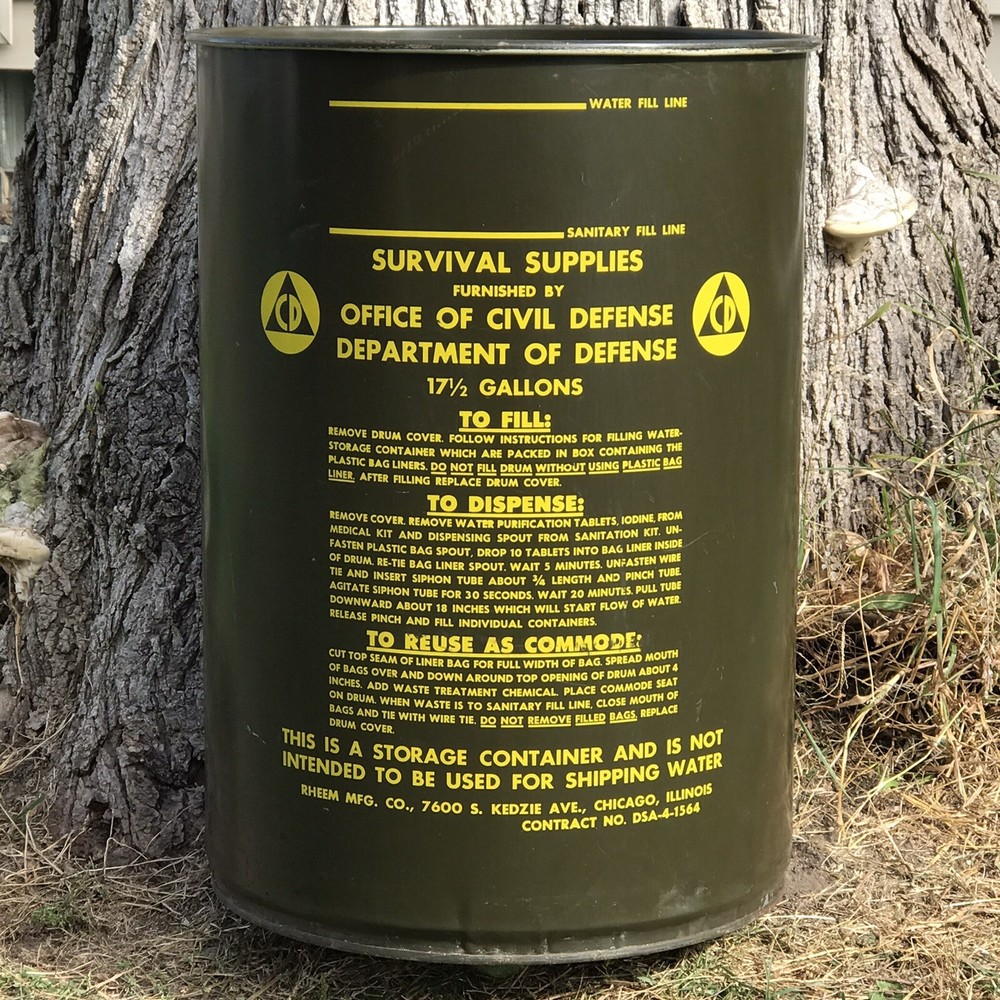 WATER FILL LINE
SANITARY FILL LINE
SURVIVAL SUPPLIES
FURNISHED BY
CD
OFFICE OF CIVIL DEFENSE
CD
DEPARTMENT OF DEFENSE
17½ GALLONS
TO FILL:
REMOVE DRUM COVER. FOLLOW INSTRUCTIONS FOR FILLING WATER-
STORAGE CONTAINER WHICH ARE PACKED IN BOX CONTAINING THE
PLASTIC BAG LINERS. DO NOT FILL DRUM WITHOUT USING PLASTIC BAG
LINER. AFTER FILLING REPLACE DRUM COVER.
TO DISPENSE:
REMOVE COVER. REMOVE WATER PURIFICATION TABLETS, IODINE, FROM
MEDICAL KIT AND DISPENSING SPOUT FROM SANITATION KIT. UN-
FASTEN PLASTIC BAG SPOUT, DROP 10 TABLETS INTO BAG LINER INSIDE
OF DRUM. RE-TIE BAG LINER SPOUT. WAIT 5 MINUTES. UNFASTEN WIRE
TIE AND INSERT SIPHON TUBE ABOUT ¾ LENGTH AND PINCH TUBE.
AGITATE SIPHON TUBE FOR 30 SECONDS. WAIT 20 MINUTES. PULL TUBE
DOWNWARD ABOUT 18 INCHES WHICH WILL START FLOW OF WATER.
RELEASE PINCH AND FILL INDIVIDUAL CONTAINERS.
TO REUSE AS COMMODE:
CUT TOP SEAM OF LINER BAG FOR FULL WIDTH OF BAG. SPREAD MOUTH
OF BAGS OVER AND DOWN AROUND TOP OPENING OF DRUM ABOUT 4
INCHES. ADD WASTE TREATMENT CHEMICAL. PLACE COMMODE SEAT
ON DRUM. WHEN WASTE IS TO SANITARY FILL LINE, CLOSE MOUTH OF
BAGS AND TIE WITH WIRE TIE. DO NOT REMOVE FILLED BAGS. REPLACE
DRUM COVER.
THIS IS A STORAGE CONTAINER AND IS NOT
INTENDED TO BE USED FOR SHIPPING WATER
RHEEM MFG. CO., 7600 S. KEDZIE AVE., CHICAGO, ILLINOIS
CONTRACT NO. DSA-4-1564